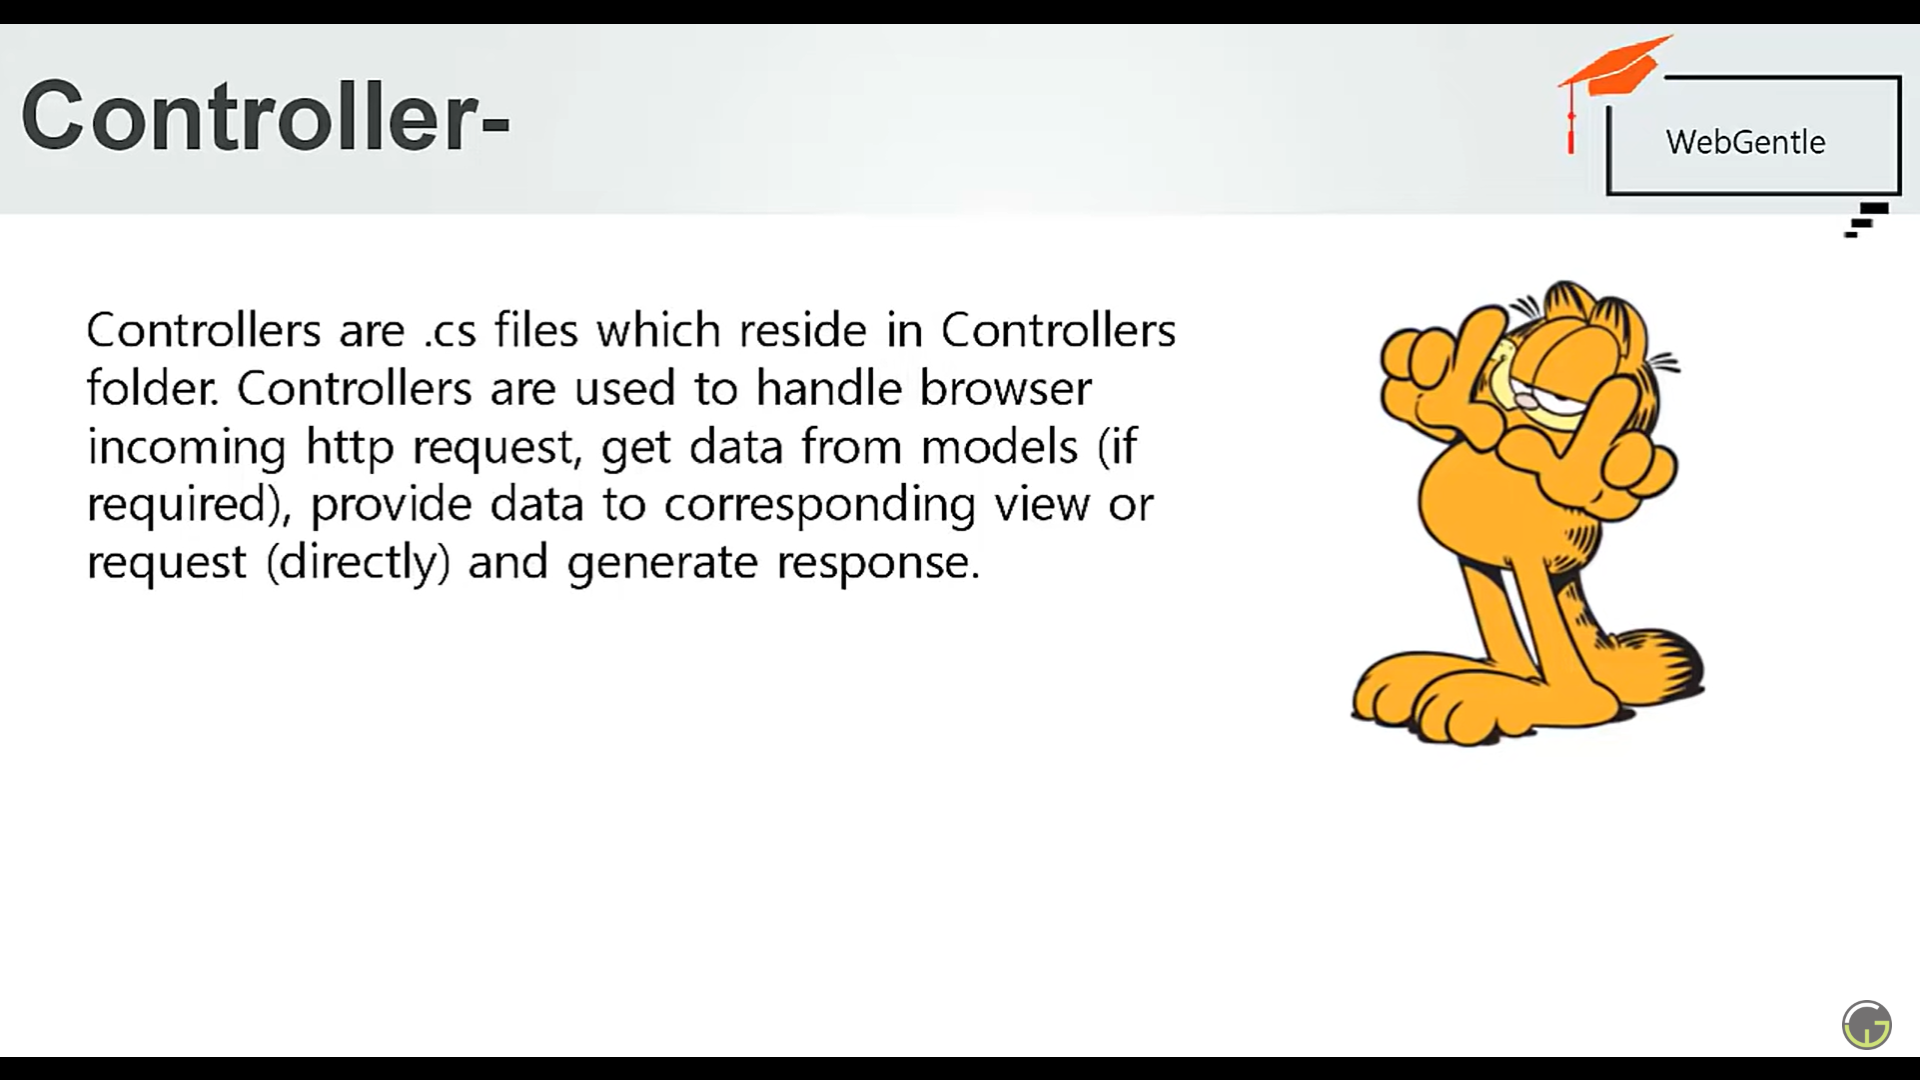 Controller-
WebGentle
Controllers are .cs files which reside in Controllers
folder. Controllers are used to handle browser
incoming http request, get data from models (if
required), provide data to corresponding view or
request (directly) and generate response.